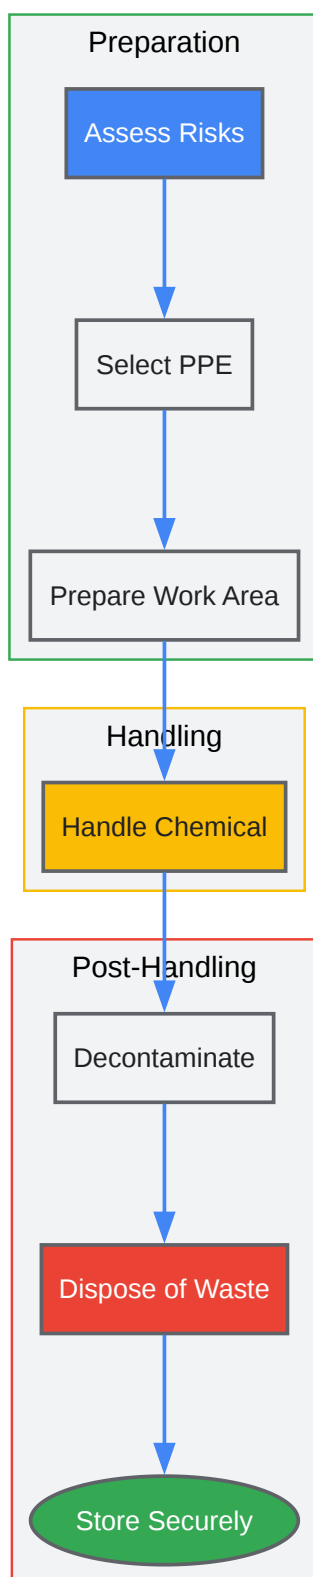 Preparation
Assess Risks
Select PPE
Prepare Work Area
Handling
Handle Chemical
Post-Handling
Decontaminate
Dispose of Waste
Store Securely